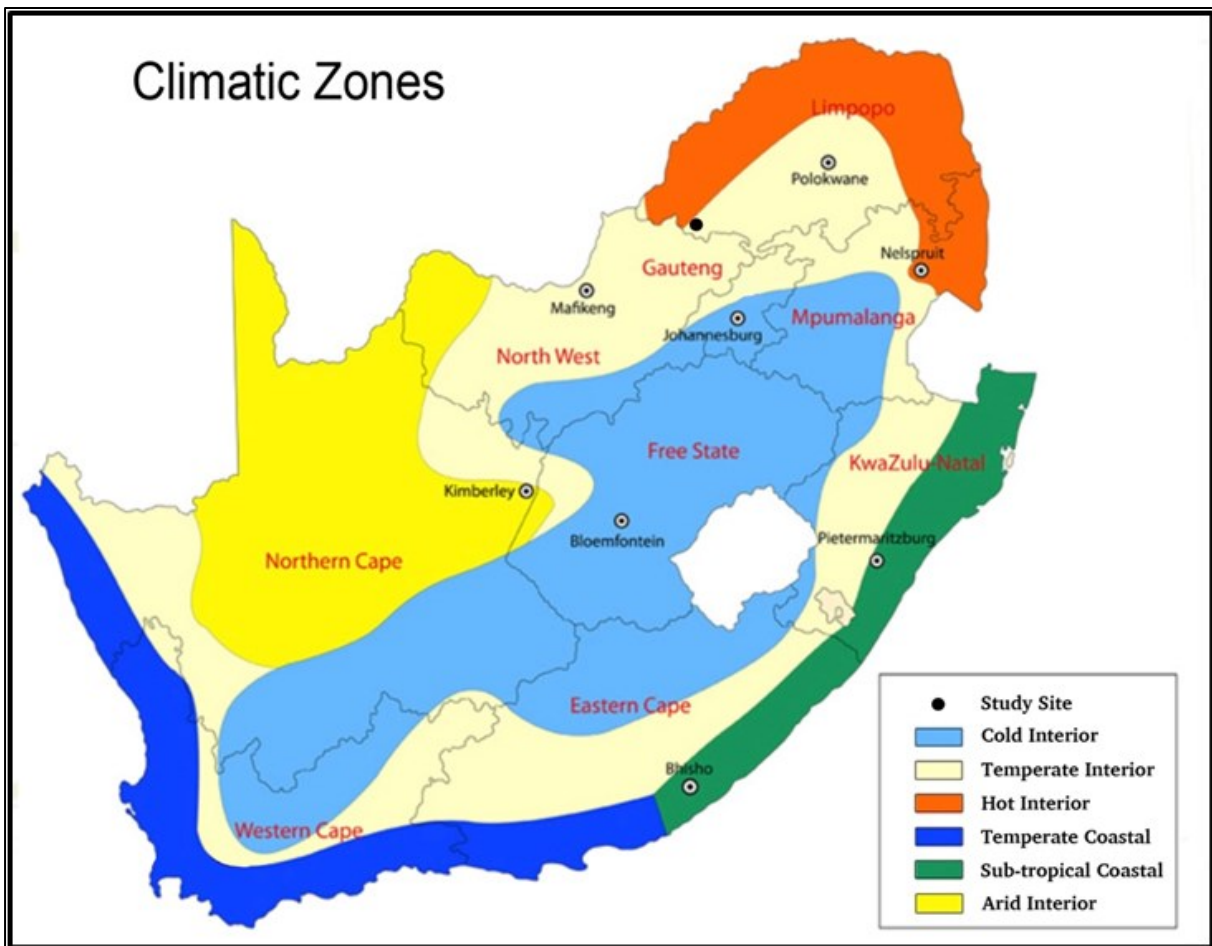 Climatic Zones
Limpopo
Polokwane
Nelspruit
Gauteng
Mafikeng
Mpumalanga
Johannesburg
North West
Free State
KwaZulu-Natal
Kimberley
Bloemfontein
Pietermaritzburg
Northern Cape
Eastern Cape
Bhisho
Western Cape
Study Site
Cold Interior
Temperate Interior
Hot Interior
Temperate Coastal
Sub-tropical Coastal
Arid Interior